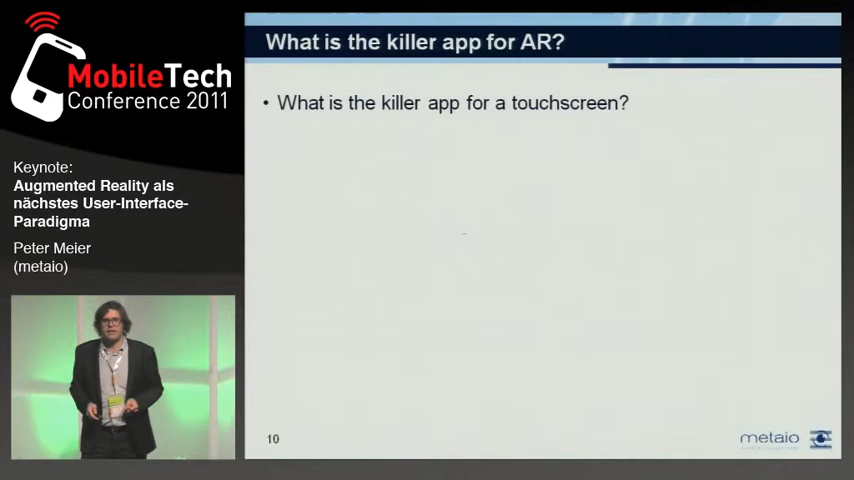 MobileTech
Conference 2011
Keynote:
Augmented Reality als
nächstes User-Interface-
Paradigma
Peter Meier
(metaio)
What is the killer app for AR?
• What is the killer app for a touchscreen?
10
metaio